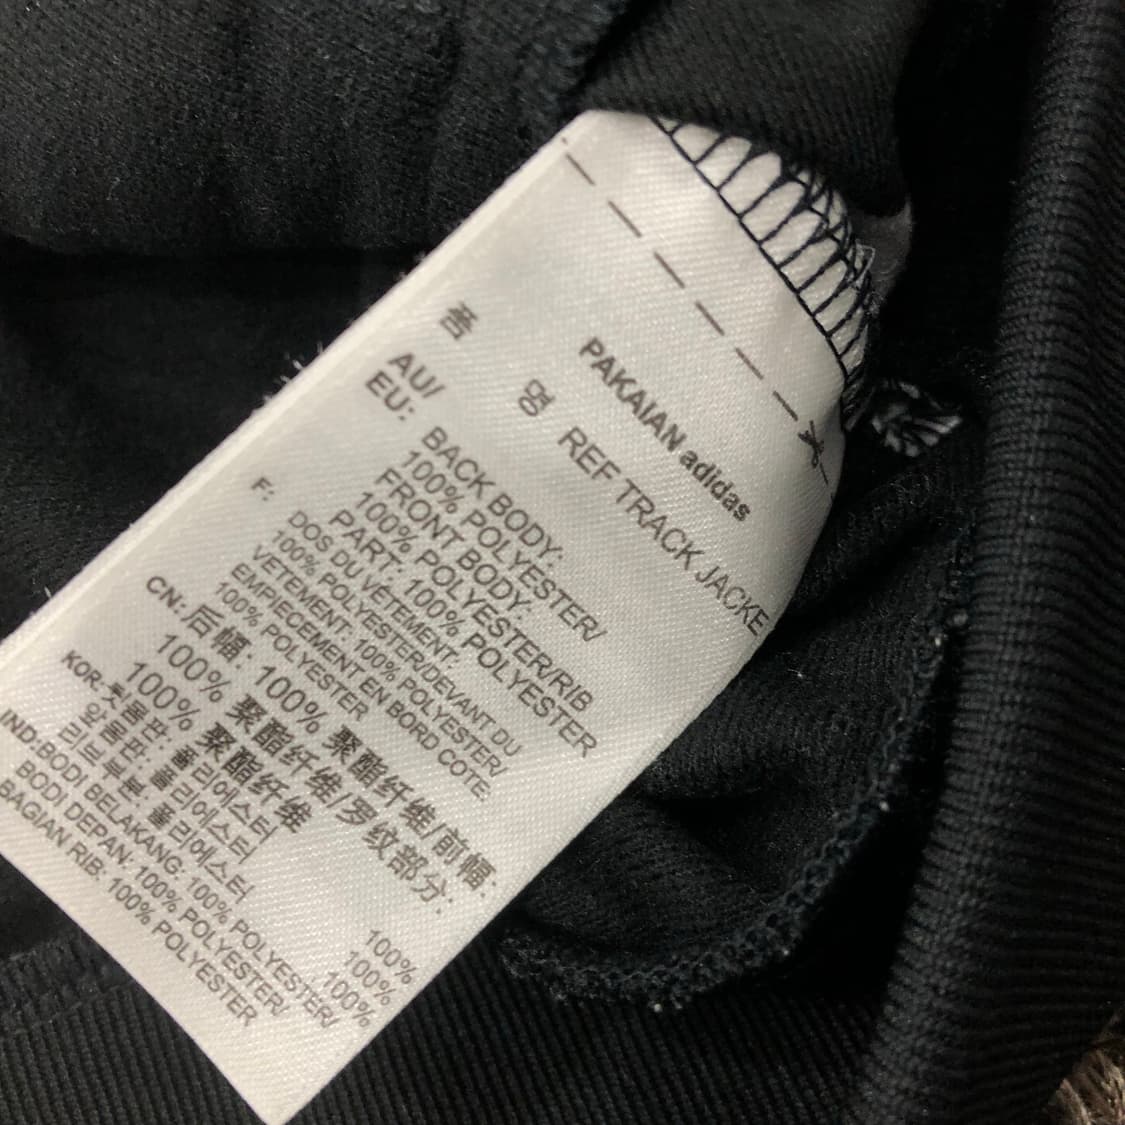 PAKAIAN adidas
품 명 REF TRACK JACKE
AU/
EU: BACK BODY:
100% POLYESTER/
FRONT BODY:
100% POLYESTER/RIB
PART: 100% POLYESTER
F: DOS DU VÉTEMENT:
100% POLYESTER/DEVANT DU
VETEMENT: 100% POLYESTER/
EMPIECEMENT EN BORD COTE:
100% POLYESTER
CN: 后幅: 100% 聚酯纤维/前幅:
100% 聚酯纤维/罗纹部分:
100% 聚酯纤维
KOR: 뒷몸판: 폴리에스터 100%
앞몸판: 폴리에스터 100%
리브부분: 폴리에스터 100%
IND: BODI BELAKANG: 100% POLYESTER/
BODI DEPAN: 100% POLYESTER/
BAGIAN RIB: 100% POLYESTER